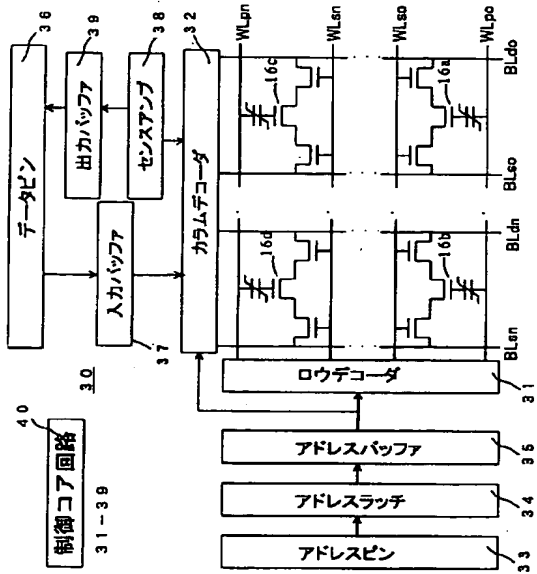 制御コア回路
40
31-39
30
データピン
36
入力バッファ
37
出力バッファ
39
センスアンプ
38
カラムデコーダ
32
ロウデコーダ
31
アドレスバッファ
35
アドレスラッチ
34
アドレスピン
33
WLpn
WLsn
WLso
WLpo
BLdo
BLso
BLdn
BLsn
16c
16a
16d
16b